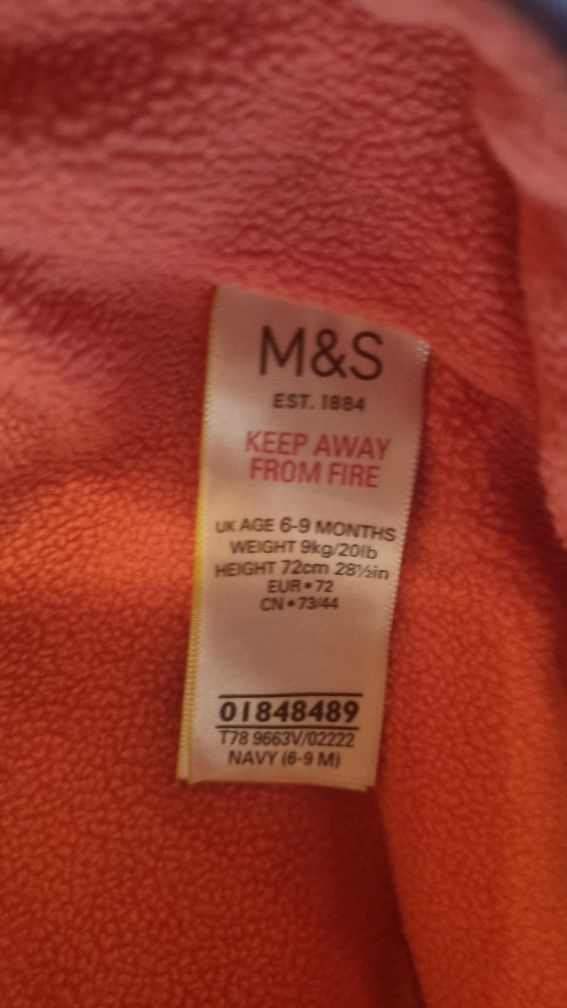 M&S
EST. 1884
KEEP AWAY
FROM FIRE
UK AGE 6-9 MONTHS
WEIGHT 9kg/20lb
HEIGHT 72cm 28½in
EUR•72
CN•73/44
01848489
T78 9663V/02222
NAVY (6-9 M)